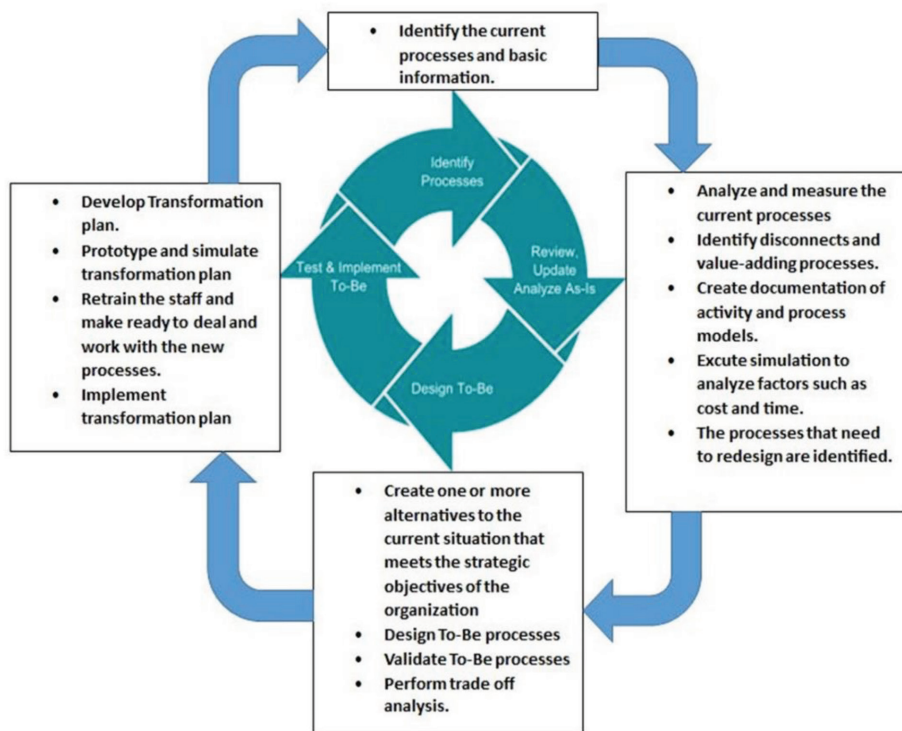 • Identify the current
processes and basic
information.
Identify
Processes
Review,
Update
Analyze As-Is
Design To-Be
Test & Implement
To-Be
• Analyze and measure the
current processes
• Identify disconnects and
value-adding processes.
• Create documentation of
activity and process
models.
• Excute simulation to
analyze factors such as
cost and time.
• The processes that need
to redesign are identified.
• Create one or more
alternatives to the
current situation that
meets the strategic
objectives of the
organization
• Design To-Be processes
• Validate To-Be processes
• Perform trade off
analysis.
• Develop Transformation
plan.
• Prototype and simulate
transformation plan
• Retrain the staff and
make ready to deal and
work with the new
processes.
• Implement
transformation plan